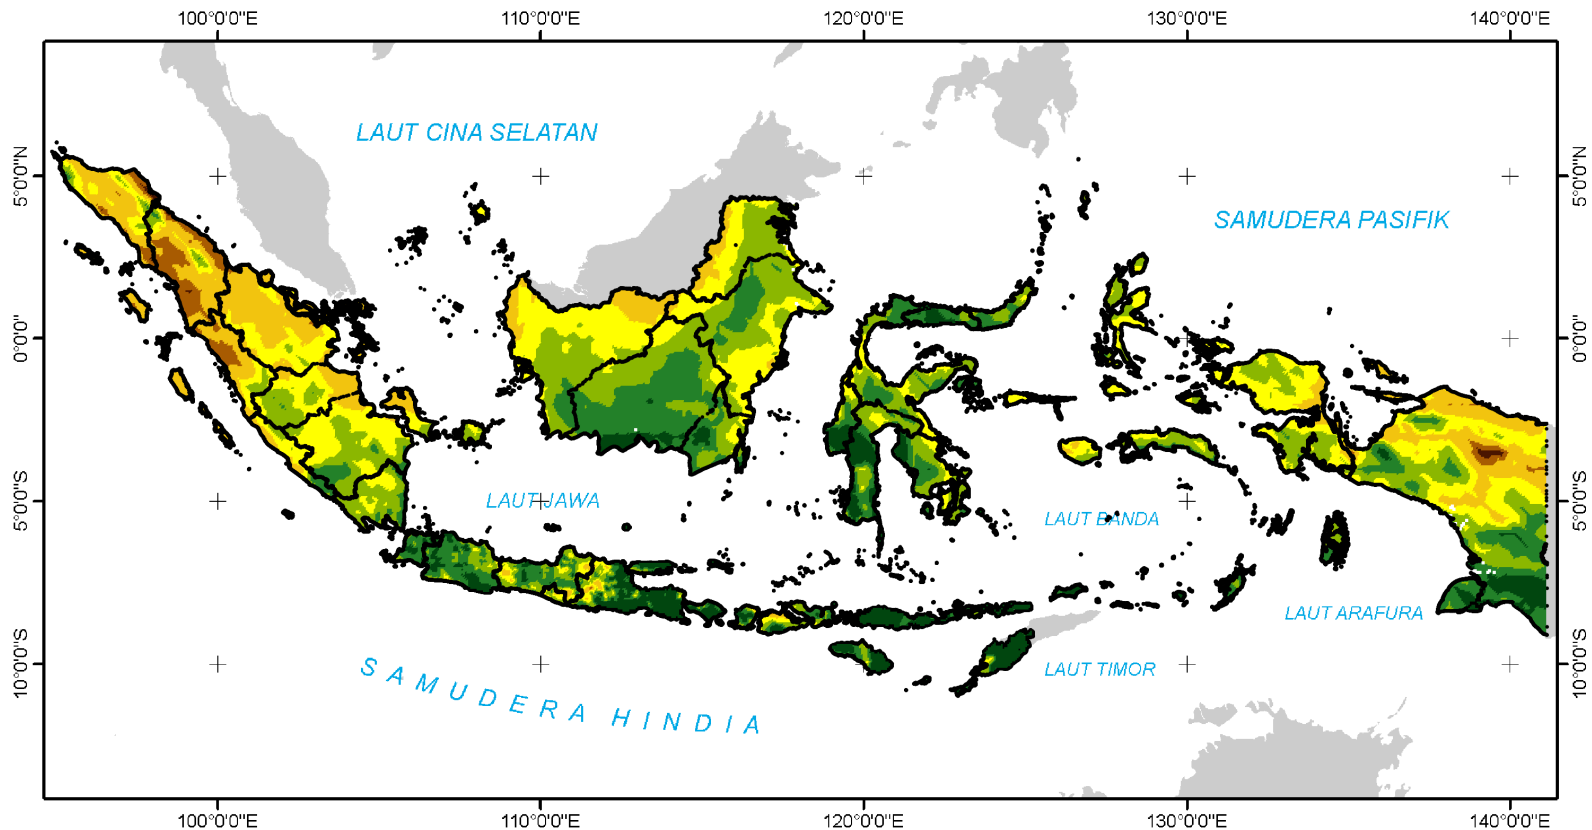 100°0'0"E 110°0'0"E 120°0'0"E 130°0'0"E 140°0'0"E
LAUT CINA SELATAN
5°0'0"N 5°0'0"N
SAMUDERA PASIFIK
0°0'0" 0°0'0"
5°0'0"S LAUT JAWA 5°0'0"S
LAUT BANDA
LAUT ARAFURA
10°0'0"S LAUT TIMOR 10°0'0"S
SAMUDERA HINDIA
100°0'0"E 110°0'0"E 120°0'0"E 130°0'0"E 140°0'0"E